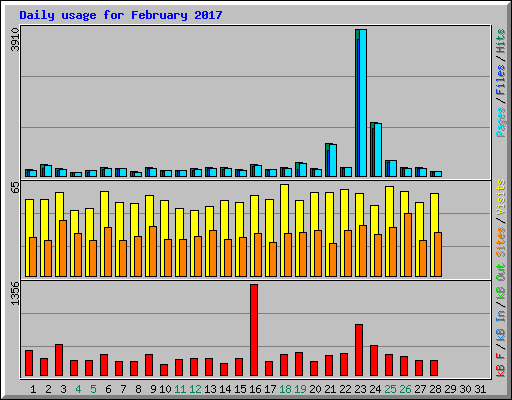 Daily usage for February 2017
3910
Pages / Files / Hits
65
Sites / Visits
1356
kB F / kB In / kB Out
1 2 3 4 5 6 7 8 9 10 11 12 13 14 15 16 17 18 19 20 21 22 23 24 25 26 27 28 29 30 31